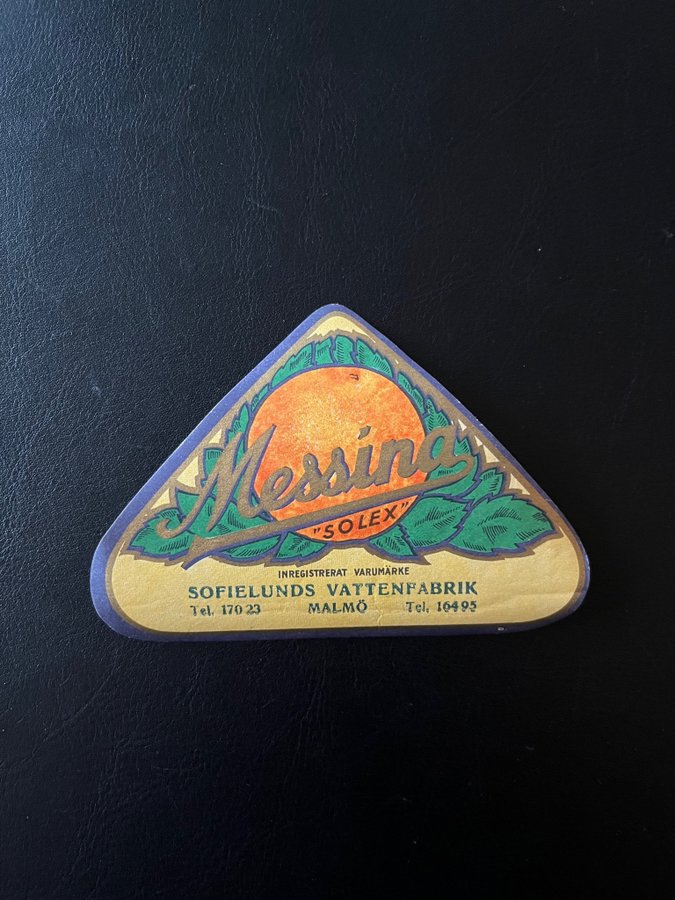 Messina
"SOLEX"
INREGISTRERAT VARUMÄRKE
SOFIELUNDS VATTENFABRIK
Tel. 170 23 MALMÖ Tel. 164 95